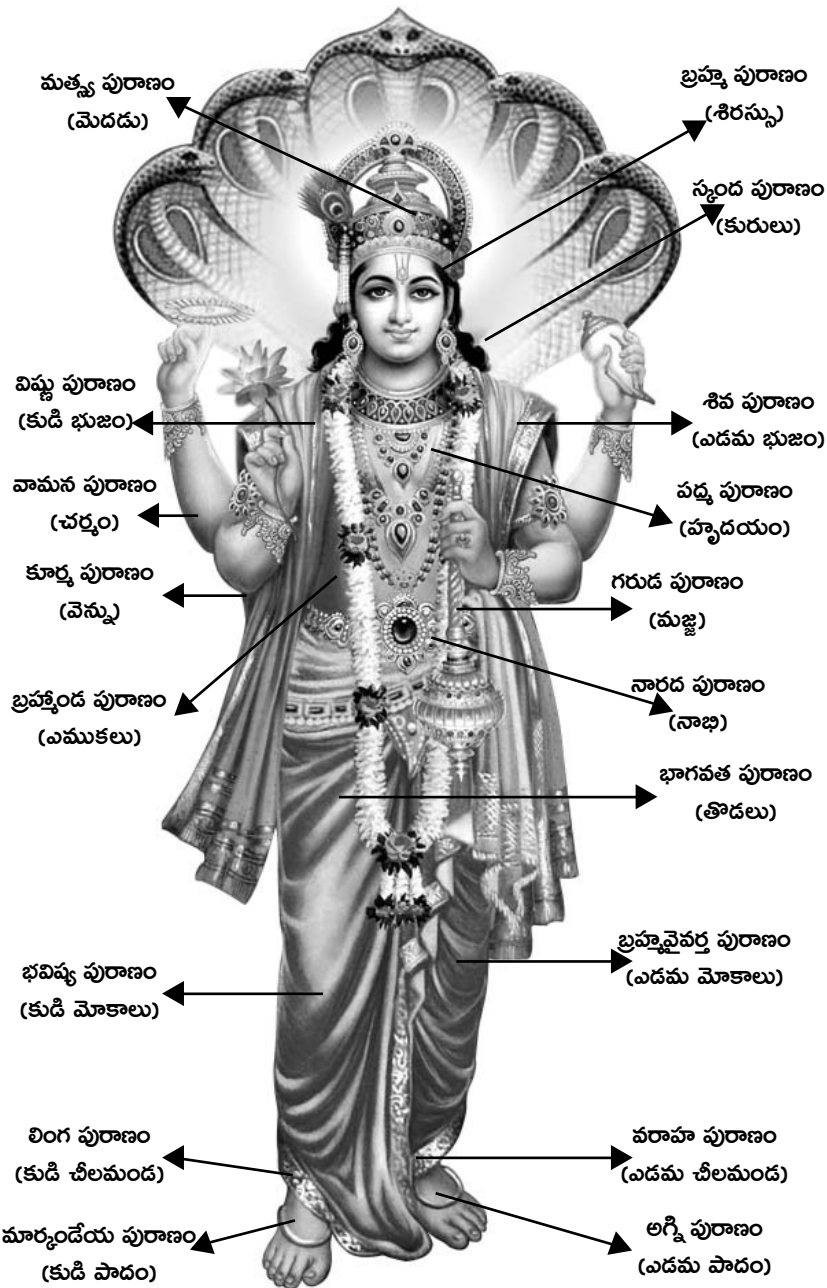 మత్స్య పురాణం
(మెదడు)
బ్రహ్మ పురాణం
(శిరస్సు)
స్కంద పురాణం
(కురులు)
విష్ణు పురాణం
(కుడి భుజం)
శివ పురాణం
(ఎడమ భుజం)
వామన పురాణం
(చర్మం)
పద్మ పురాణం
(హృదయం)
కూర్మ పురాణం
(వెన్ను)
గరుడ పురాణం
(మజ్జ)
బ్రహ్మాండ పురాణం
(ఎముకలు)
నారద పురాణం
(నాభి)
భాగవత పురాణం
(తొడలు)
బ్రహ్మవైవర్త పురాణం
(ఎడమ మోకాలు)
భవిష్య పురాణం
(కుడి మోకాలు)
లింగ పురాణం
(కుడి చీలమండ)
వరాహ పురాణం
(ఎడమ చీలమండ)
మార్కండేయ పురాణం
(కుడి పాదం)
అగ్ని పురాణం
(ఎడమ పాదం)